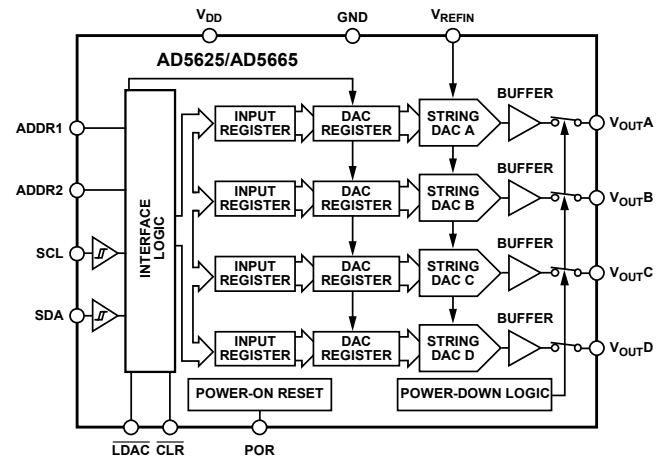 VDD
GND
VREFIN
AD5625/AD5665
BUFFER
ADDR1
ADDR2
SCL
SDA
INTERFACE
LOGIC
INPUT
REGISTER
DAC
REGISTER
STRING
DAC A
VOUTA
BUFFER
INPUT
REGISTER
DAC
REGISTER
STRING
DAC B
VOUTB
BUFFER
INPUT
REGISTER
DAC
REGISTER
STRING
DAC C
VOUTC
BUFFER
INPUT
REGISTER
DAC
REGISTER
STRING
DAC D
VOUTD
POWER-ON RESET
POWER-DOWN LOGIC
LDAC
CLR
POR